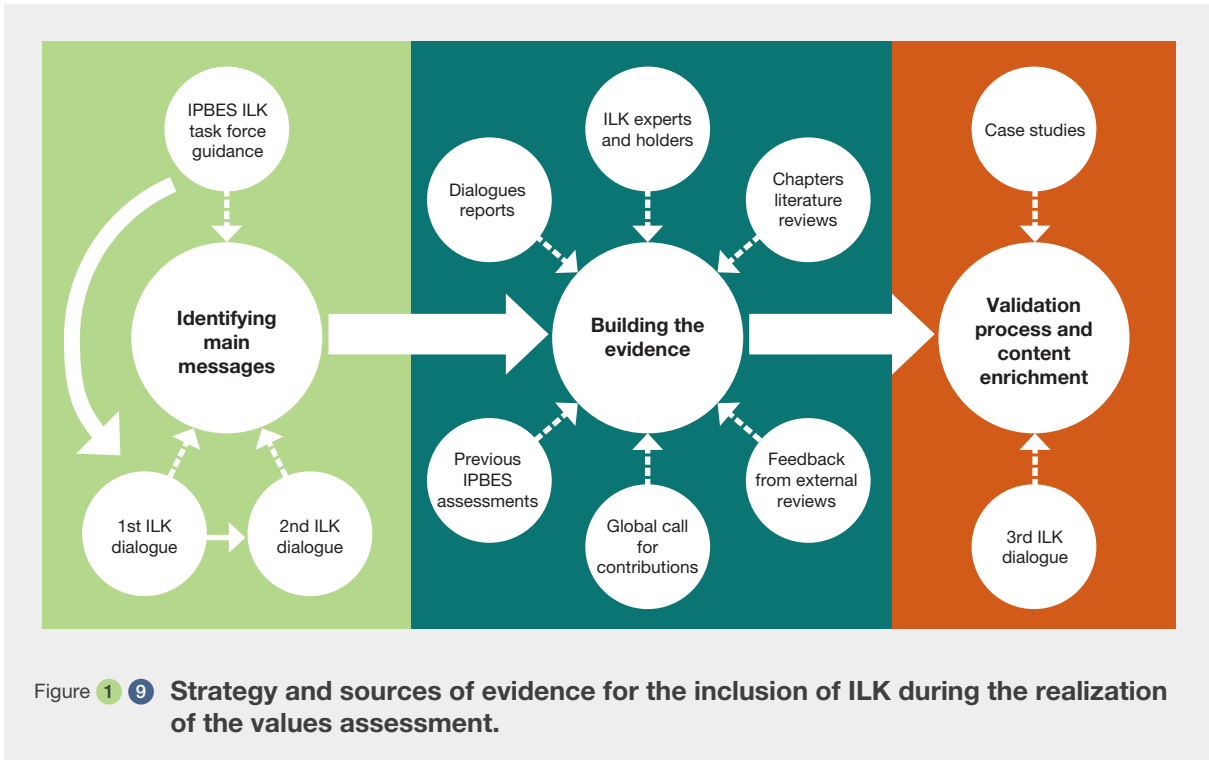 IPBES ILK
task force
guidance
Identifying
main
messages
1st ILK
dialogue
2nd ILK
dialogue
ILK experts
and holders
Dialogues
reports
Chapters
literature
reviews
Building the
evidence
Previous
IPBES
assessments
Global call
for
contributions
Feedback
from external
reviews
Case studies
Validation
process and
content
enrichment
3rd ILK
dialogue
Figure 1 9 Strategy and sources of evidence for the inclusion of ILK during the realization
of the values assessment.